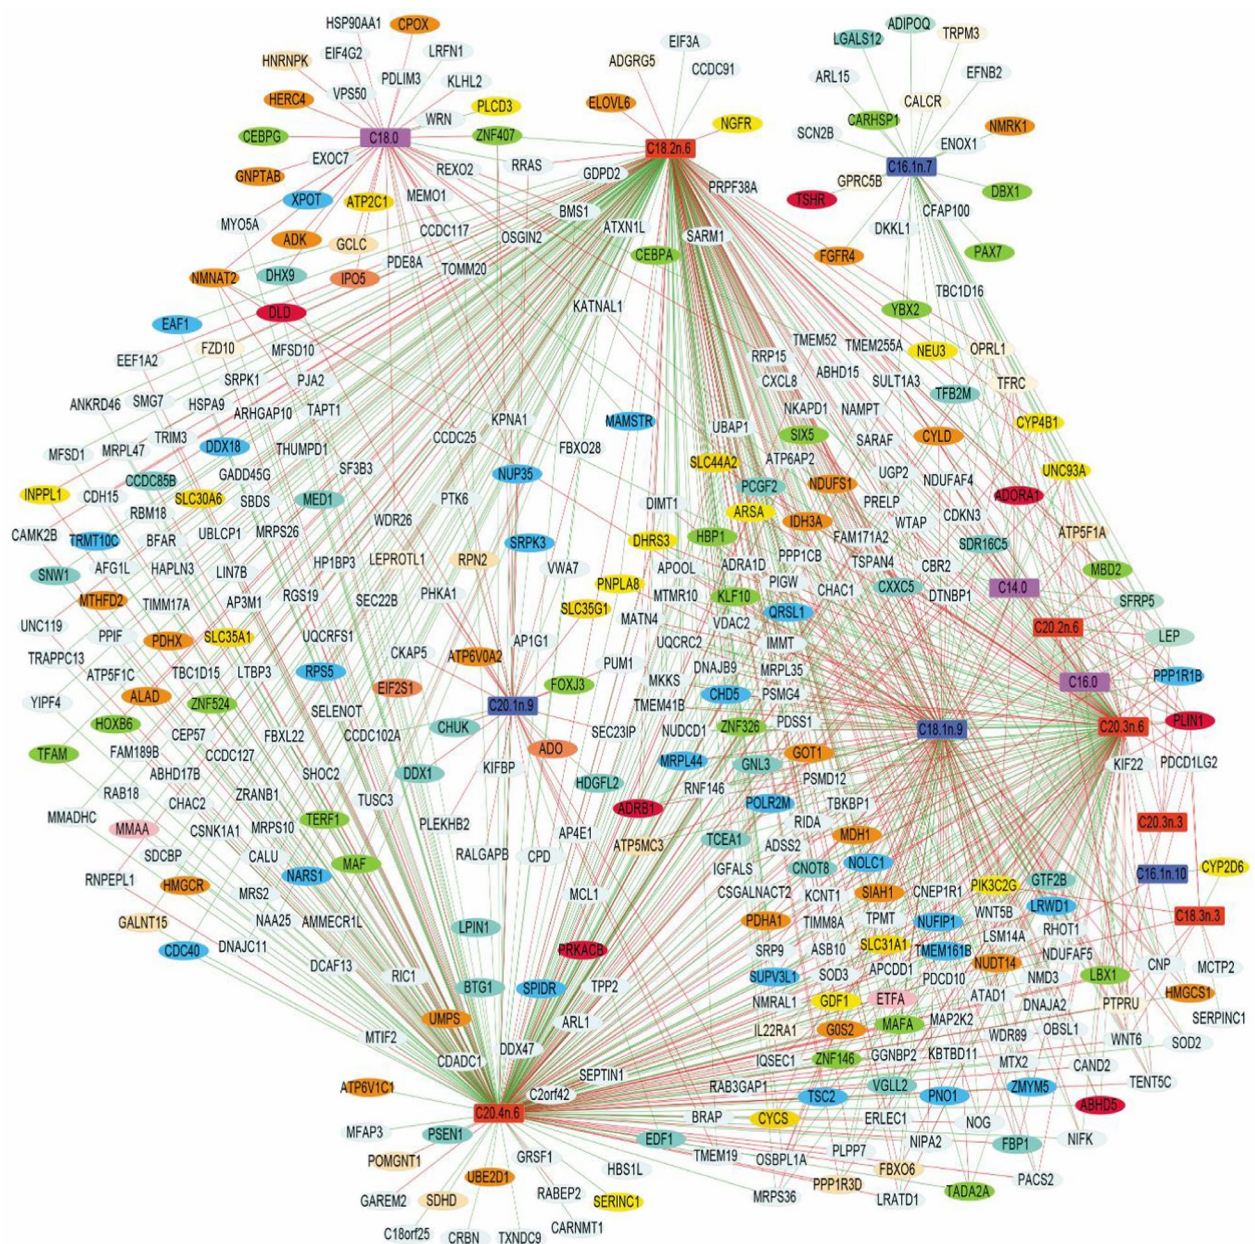 HSP90AA1
CPOX
ADIPOQ
LGALS12
TRPM3
HNRNPK
EIF4G2
LRFN1
EIF3A
ADGRG5
CCDC91
ARL15
EFNB2
PDLIM3
KLHL2
HERC4
VPS50
PLCD3
ELOVL6
CALCR
CARHSP1
WRN
NGFR
NMRK1
SCN2B
CEBPG
C18.0
ZNF407
C18.2n.6
ENOX1
EXOC7
REXO2
RRAS
C16.1n.7
GNPTAB
GDPD2
PRPF38A
GPRC5B
DBX1
XPOT
ATP2C1
MEMO1
TSHR
CFAP100
MYO5A
BMS1
ATXN1L
SARM1
DKKL1
ADK
GCLC
CCDC117
OSGIN2
CEBPA
FGFR4
PAX7
NMNAT2
DHX9
IPO5
PDE8A
TOMM20
TBC1D16
DLD
KATNAL1
YBX2
EAF1
FZD10
MFSD10
TMEM52
TMEM255A
NEU3
OPRL1
EEF1A2
RRP15
ABHD15
SRPK1
PJA2
CXCL8
SULT1A3
TFRC
ANKRD46
SMG7
HSPA9
ARHGAP10
TAPT1
NKAPD1
NAMPT
TFB2M
KPNA1
MAMSTR
UBAP1
CYP4B1
TRIM3
DDX18
THUMPD1
CCDC25
FBXO28
SIX5
SARAF
CYLD
MFSD1
MRPL47
SLC44A2
ATP6AP2
UGP2
UNC93A
CCDC85B
GADD45G
SF3B3
NUP35
PCGF2
NDUFS1
NDUFAF4
INPPL1
CDH15
SLC30A6
SBDS
MED1
PTK6
DIMT1
ARSA
PRELP
ADORA1
RBM18
IDH3A
WTAP
CDKN3
CAMK2B
TRMT10C
BFAR
UBLCP1
MRPS26
WDR26
SRPK3
DHRS3
HBP1
FAM171A2
ATP5F1A
SDR16C5
AFG1L
HAPLN3
HP1BP3
LEPROTL1
RPN2
VWA7
APOOL
ADRA1D
PPP1CB
TSPAN4
CBR2
SNW1
LIN7B
PNPLA8
PIGW
MBD2
MTHFD2
AP3M1
RGS19
SEC22B
PHKA1
MTMR10
KLF10
CHAC1
CXXC5
DTNBP1
C14.0
SFRP5
TIMM17A
SLC35G1
MATN4
VDAC2
QRSL1
UNC119
PPIF
PDHX
SLC35A1
UQCRFS1
AP1G1
UQCRC2
IMMT
C20.2n.6
LEP
TRAPPCC13
CKAP5
ATP6V0A2
PUM1
DNAJB9
MRPL35
ATP5F1C
TBC1D15
LTBP3
RPS5
EIF2S1
FOXJ3
MKKS
CHD5
PSMG4
C16.0
PPP1R1B
YIPF4
ALAD
ZNF524
SELENOT
C20.1n.9
TMEM41B
PDSS1
HOXB6
CHUK
SEC23IP
NUDCD1
ZNF326
C18.1n.9
C20.3n.6
PLIN1
TFAM
FAM189B
CEP57
FBXL22
CCDC102A
ADO
GOT1
CCDC127
KIFBP
MRPL44
GNL3
KIF22
PDCD1LG2
ABHD17B
SHOC2
DDX1
HDGFL2
RNF146
PSMD12
RAB18
ZRANB1
TUSC3
ADRB1
POLR2M
TBKBP1
MMADHC
CHAC2
MRPS10
TERF1
PLEKHB2
AP4E1
RIDA
C20.3n.3
MMAA
CSNK1A1
ATP5MC3
TCEA1
ADSS2
MDH1
SDCBP
CALU
MAF
RALGAPB
CPD
IGFALS
CNOT8
NOLC1
CYP2D6
RNPEPL1
HMGCR
MRS2
NARS1
MCL1
CSGALNACT2
KCNT1
SIAH1
CNEP1R1
PIK3C2G
GTF2B
C16.1n.10
GALNT15
NAA25
AMMECR1L
LPIN1
PDHA1
TIMM8A
TPMT
NUFIP1
WNT5B
LRWD1
C18.3n.3
CDC40
DNAJC11
PRKACB
SRP9
ASB10
SLC31A1
TMEM161B
LSM14A
RHOT1
DCAF13
RIC1
BTG1
SPIDR
TPP2
SUPV3L1
SOD3
APCDD1
PDCD10
NUDT14
NDUFAF5
NMD3
LBX1
CNP
MCTP2
UMPS
ARL1
NMRAL1
GDF1
ETFA
ATAD1
DNAJA2
PTPRU
HMGCS1
MTIF2
IL22RA1
G0S2
MAFA
MAP2K2
WDR89
OBSL1
SERPINC1
CDADC1
DDX47
IQSEC1
ZNF146
GGNBP2
KBTBD11
MTX2
WNT6
SOD2
SEPTIN1
CAND2
ATP6V1C1
C2orf42
RAB3GAP1
TSC2
VGLL2
PNO1
ZMYM5
TENT5C
C20.4n.6
BRAP
CYCS
ERLEC1
NOG
ABHD5
MFAP3
PSEN1
EDF1
NIPA2
FBP1
NIFK
POMGNT1
GRSF1
HBS1L
TMEM19
OSBPL1A
PLPP7
FBXO6
UBE2D1
RABEP2
PPP1R3D
PACS2
GAREM2
SDHD
SERINC1
MRPS36
LRATD1
TADA2A
C18orf25
CRBN
TXNDC9
CARNMT1